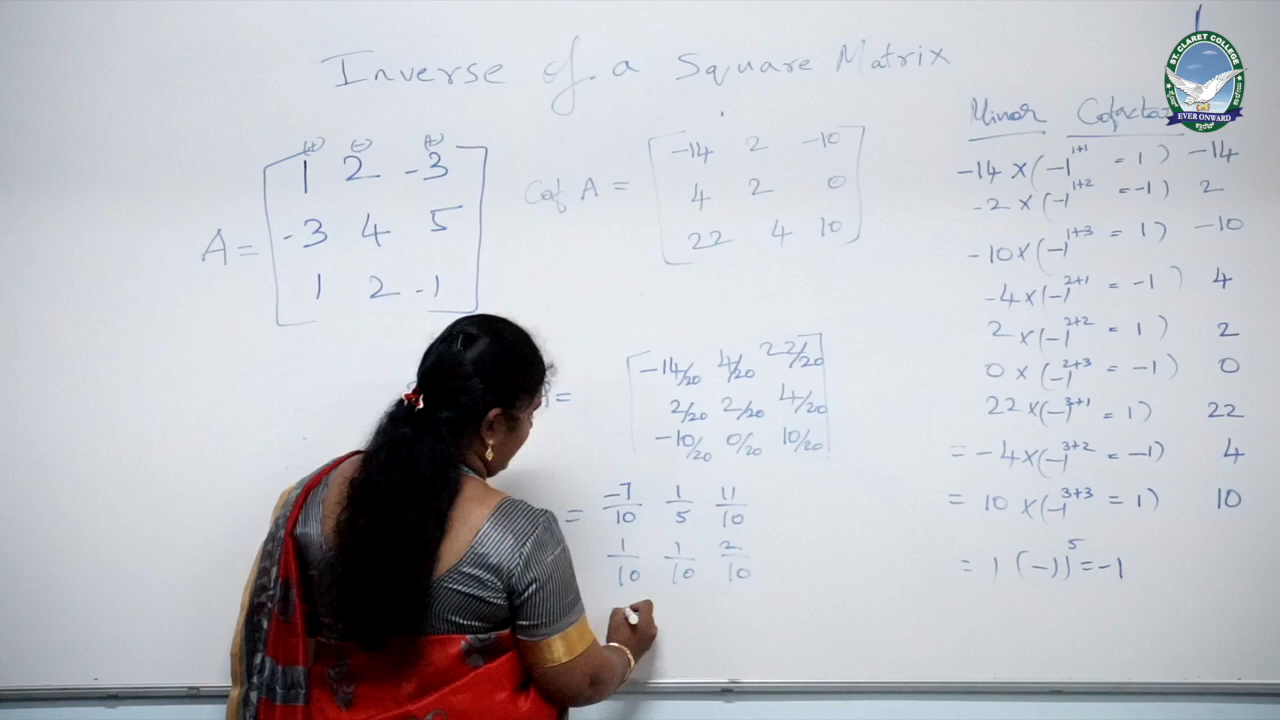 Inverse of a Square Matrix
(+) (-) (+)
1 2 -3
A = -3 4 5
1 2 -1
-14 2 -10
Cof A = 4 2 0
22 4 10
A =
-14/20 4/20 22/20
2/20 2/20 4/20
-10/20 0/20 10/20
= -7/10 1/5 11/10
1/10 1/10 2/10
Minor Cofactor
-14 × (-1^1+1 = 1) -14
-2 × (-1^1+2 = -1) 2
-10 × (-1^1+3 = 1) -10
-4 × (-1^2+1 = -1) 4
2 × (-1^2+2 = 1) 2
0 × (-1^2+3 = -1) 0
22 × (-1^3+1 = 1) 22
= -4 × (-1^3+2 = -1) 4
= 10 × (-1^3+3 = 1) 10
= 1 (-1)^5 = -1
ST. CLARET COLLEGE
EVER ONWARD